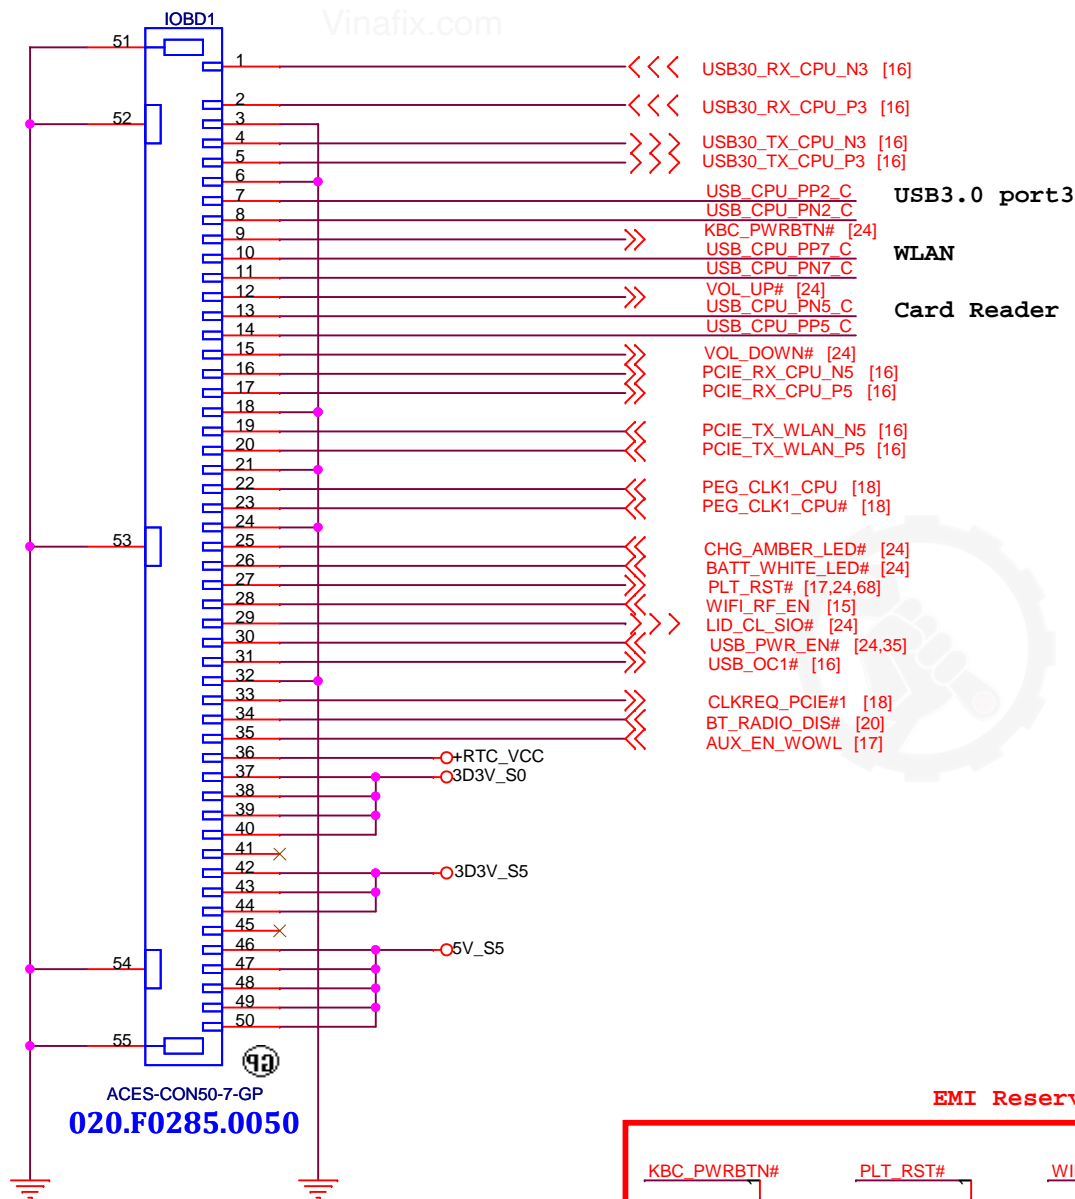 Vinafix.com
IOBD1
51
1
USB30_RX_CPU_N3 [16]
2
USB30_RX_CPU_P3 [16]
52
3
4
USB30_TX_CPU_N3 [16]
5
USB30_TX_CPU_P3 [16]
6
7
USB_CPU_PP2_C
USB3.0 port3
8
USB_CPU_PN2_C
9
KBC_PWRBTN# [24]
10
USB_CPU_PP7_C
WLAN
11
USB_CPU_PN7_C
12
VOL_UP# [24]
13
USB_CPU_PN5_C
Card Reader
14
USB_CPU_PP5_C
15
VOL_DOWN# [24]
16
PCIE_RX_CPU_N5 [16]
17
PCIE_RX_CPU_P5 [16]
18
19
PCIE_TX_WLAN_N5 [16]
20
PCIE_TX_WLAN_P5 [16]
21
22
PEG_CLK1_CPU [18]
23
PEG_CLK1_CPU# [18]
24
53
25
CHG_AMBER_LED# [24]
26
BATT_WHITE_LED# [24]
27
PLT_RST# [17,24,68]
28
WIFI_RF_EN [15]
29
LID_CL_SIO# [24]
30
USB_PWR_EN# [24,35]
31
USB_OC1# [16]
32
33
CLKREQ_PCIE#1 [18]
34
BT_RADIO_DIS# [20]
35
AUX_EN_WOWL [17]
36
+RTC_VCC
37
3D3V_S0
38
39
40
41
42
3D3V_S5
43
44
45
46
5V_S5
54
47
48
49
50
55
GP
ACES-CON50-7-GP
020.F0285.0050
EMI Reserv
KBC_PWRBTN#
PLT_RST#
WI